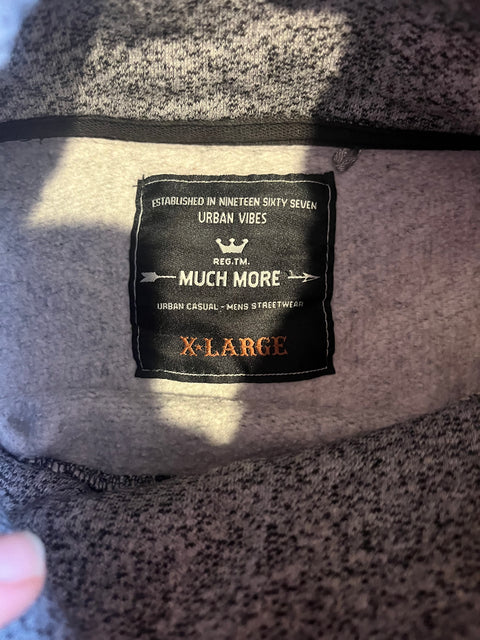 ESTABLISHED IN NINETEEN SIXTY SEVEN
URBAN VIBES
REG.TM.
MUCH MORE
URBAN CASUAL - MENS STREETWEAR
X★LARGE